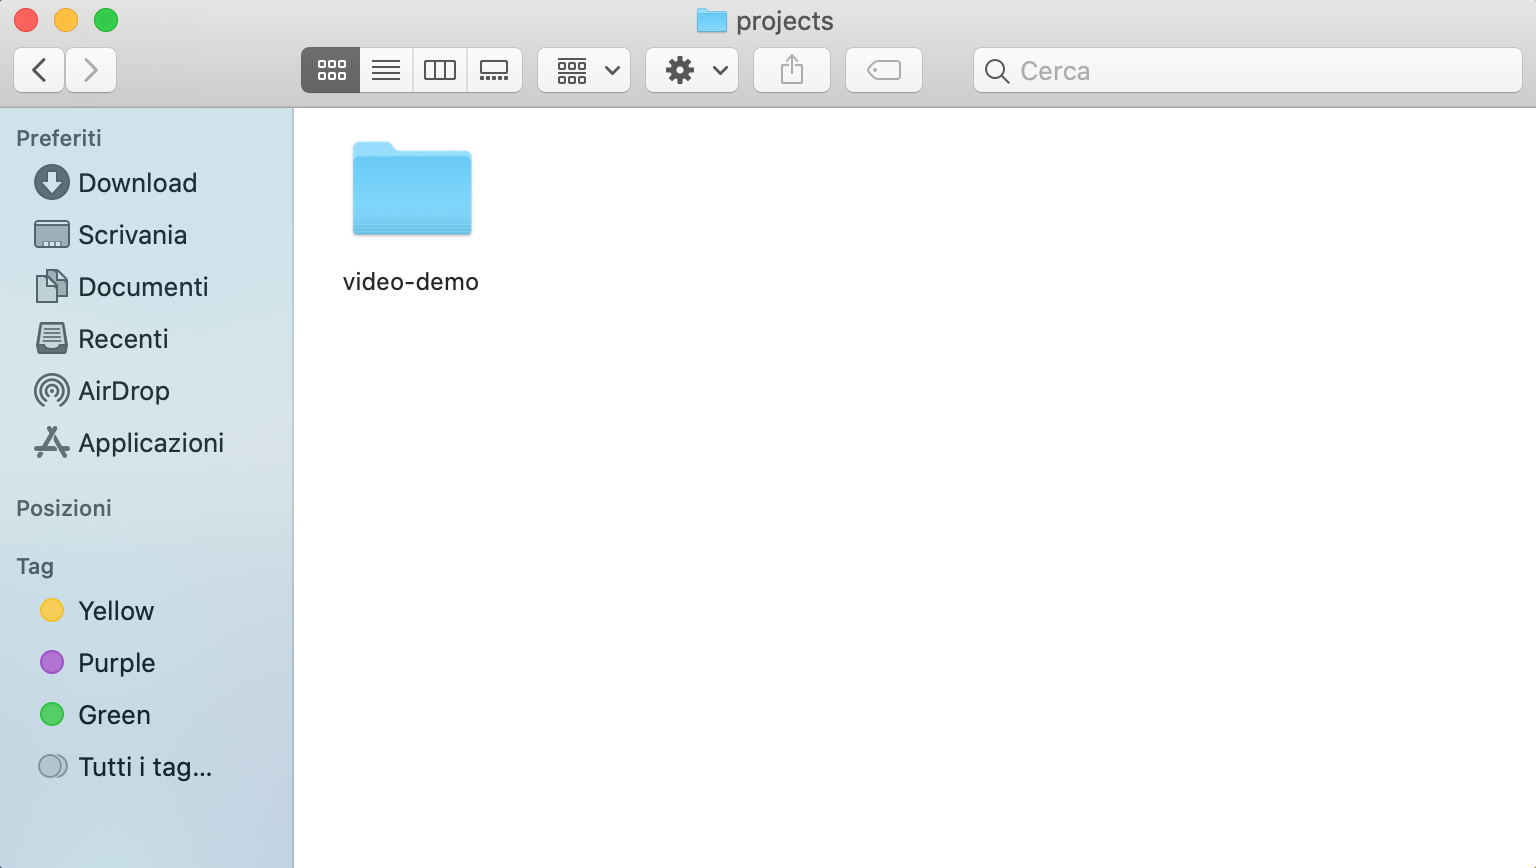 projects
Cerca
Preferiti
Download
Scrivania
Documenti
Recenti
AirDrop
Applicazioni
Posizioni
Tag
Yellow
Purple
Green
Tutti i tag...
video-demo